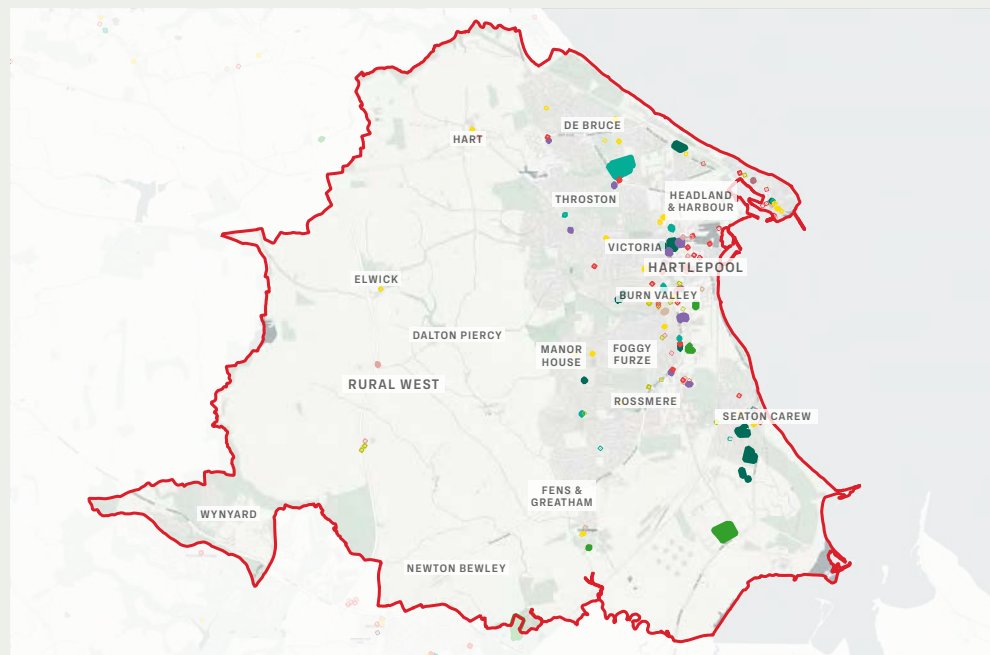 DE BRUCE
HART
THROSTON
HEADLAND
& HARBOUR
VICTORIA
HARTLEPOOL
ELWICK
BURN VALLEY
DALTON PIERCY
MANOR
HOUSE
FOGGY
FURZE
RURAL WEST
ROSSMERE
SEATON CAREW
FENS &
GREATHAM
WYNYARD
NEWTON BEWLEY